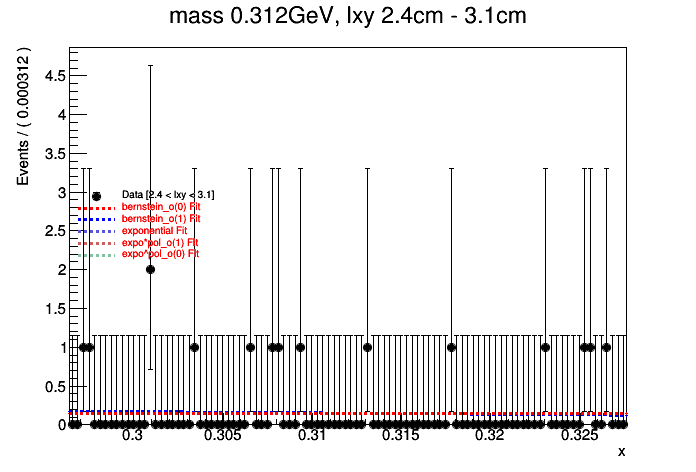 mass 0.312GeV, lxy 2.4cm - 3.1cm
Events / ( 0.000312 )
4.5
4
3.5
3
2.5
2
1.5
1
0.5
0
Data [2.4 < lxy < 3.1]
bernstein_o(0) Fit
bernstein_o(1) Fit
exponential Fit
expo*pol_o(1) Fit
expo^pol_o(0) Fit
0.3 0.305 0.31 0.315 0.32 0.325
x